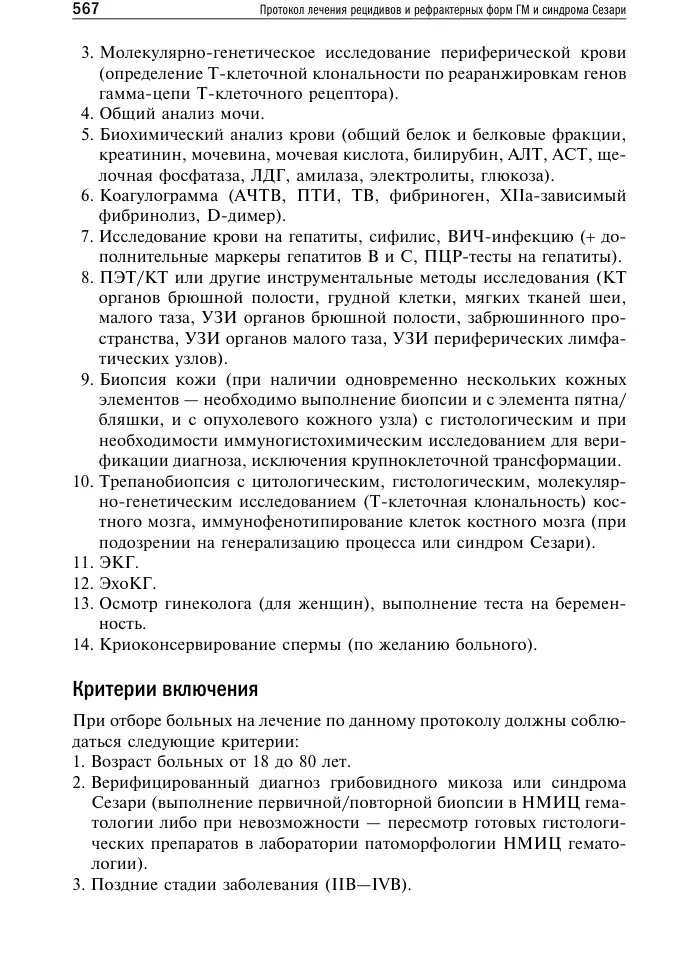 567 Протокол лечения рецидивов и рефрактерных форм ГМ и синдрома Сезари
3. Молекулярно-генетическое исследование периферической крови
(определение Т-клеточной клональности по реаранжировкам генов
гамма-цепи Т-клеточного рецептора).
4. Общий анализ мочи.
5. Биохимический анализ крови (общий белок и белковые фракции,
креатинин, мочевина, мочевая кислота, билирубин, АЛТ, АСТ, ще-
лочная фосфатаза, ЛДГ, амилаза, электролиты, глюкоза).
6. Коагулограмма (АЧТВ, ПТИ, ТВ, фибриноген, XIIа-зависимый
фибринолиз, D-димер).
7. Исследование крови на гепатиты, сифилис, ВИЧ-инфекцию (+ до-
полнительные маркеры гепатитов В и С, ПЦР-тесты на гепатиты).
8. ПЭТ/КТ или другие инструментальные методы исследования (КТ
органов брюшной полости, грудной клетки, мягких тканей шеи,
малого таза, УЗИ органов брюшной полости, забрюшинного про-
странства, УЗИ органов малого таза, УЗИ периферических лимфа-
тических узлов).
9. Биопсия кожи (при наличии одновременно нескольких кожных
элементов — необходимо выполнение биопсии и с элемента пятна/
бляшки, и с опухолевого кожного узла) с гистологическим и при
необходимости иммуногистохимическим исследованием для вери-
фикации диагноза, исключения крупноклеточной трансформации.
10. Трепанобиопсия с цитологическим, гистологическим, молекуляр-
но-генетическим исследованием (Т-клеточная клональность) кос-
тного мозга, иммунофенотипирование клеток костного мозга (при
подозрении на генерализацию процесса или синдром Сезари).
11. ЭКГ.
12. ЭхоКГ.
13. Осмотр гинеколога (для женщин), выполнение теста на беремен-
ность.
14. Криоконсервирование спермы (по желанию больного).
Критерии включения
При отборе больных на лечение по данному протоколу должны соблю-
даться следующие критерии:
1. Возраст больных от 18 до 80 лет.
2. Верифицированный диагноз грибовидного микоза или синдрома
Сезари (выполнение первичной/повторной биопсии в НМИЦ гема-
тологии либо при невозможности — пересмотр готовых гистологи-
ческих препаратов в лаборатории патоморфологии НМИЦ гемато-
логии).
3. Поздние стадии заболевания (IIB—IVB).